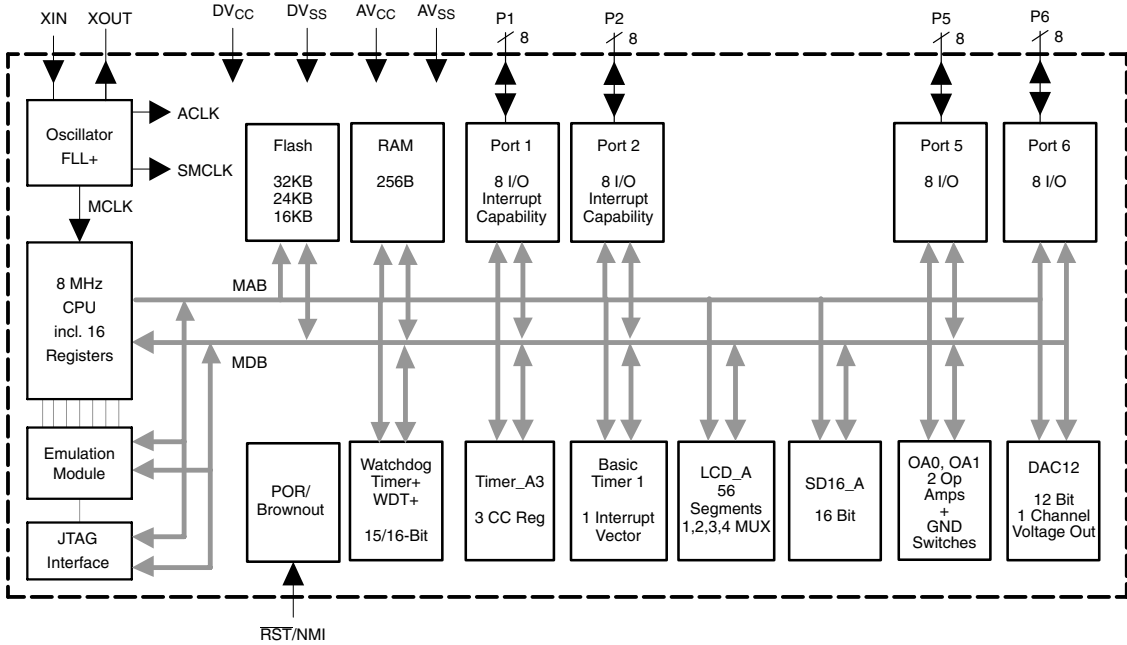 XIN
XOUT
DVCC
DVSS
AVCC
AVSS
P1
8
P2
8
P5
8
P6
8
Oscillator
FLL+
ACLK
SMCLK
MCLK
Flash
32KB
24KB
16KB
RAM
256B
Port 1
8 I/O
Interrupt
Capability
Port 2
8 I/O
Interrupt
Capability
Port 5
8 I/O
Port 6
8 I/O
8 MHz
CPU
incl. 16
Registers
MAB
MDB
Emulation
Module
JTAG
Interface
POR/
Brownout
Watchdog
Timer+
WDT+
15/16-Bit
Timer_A3
3 CC Reg
Basic
Timer 1
1 Interrupt
Vector
LCD_A
56
Segments
1,2,3,4 MUX
SD16_A
16 Bit
OA0, OA1
2 Op
Amps
+
GND
Switches
DAC12
12 Bit
1 Channel
Voltage Out
RST/NMI